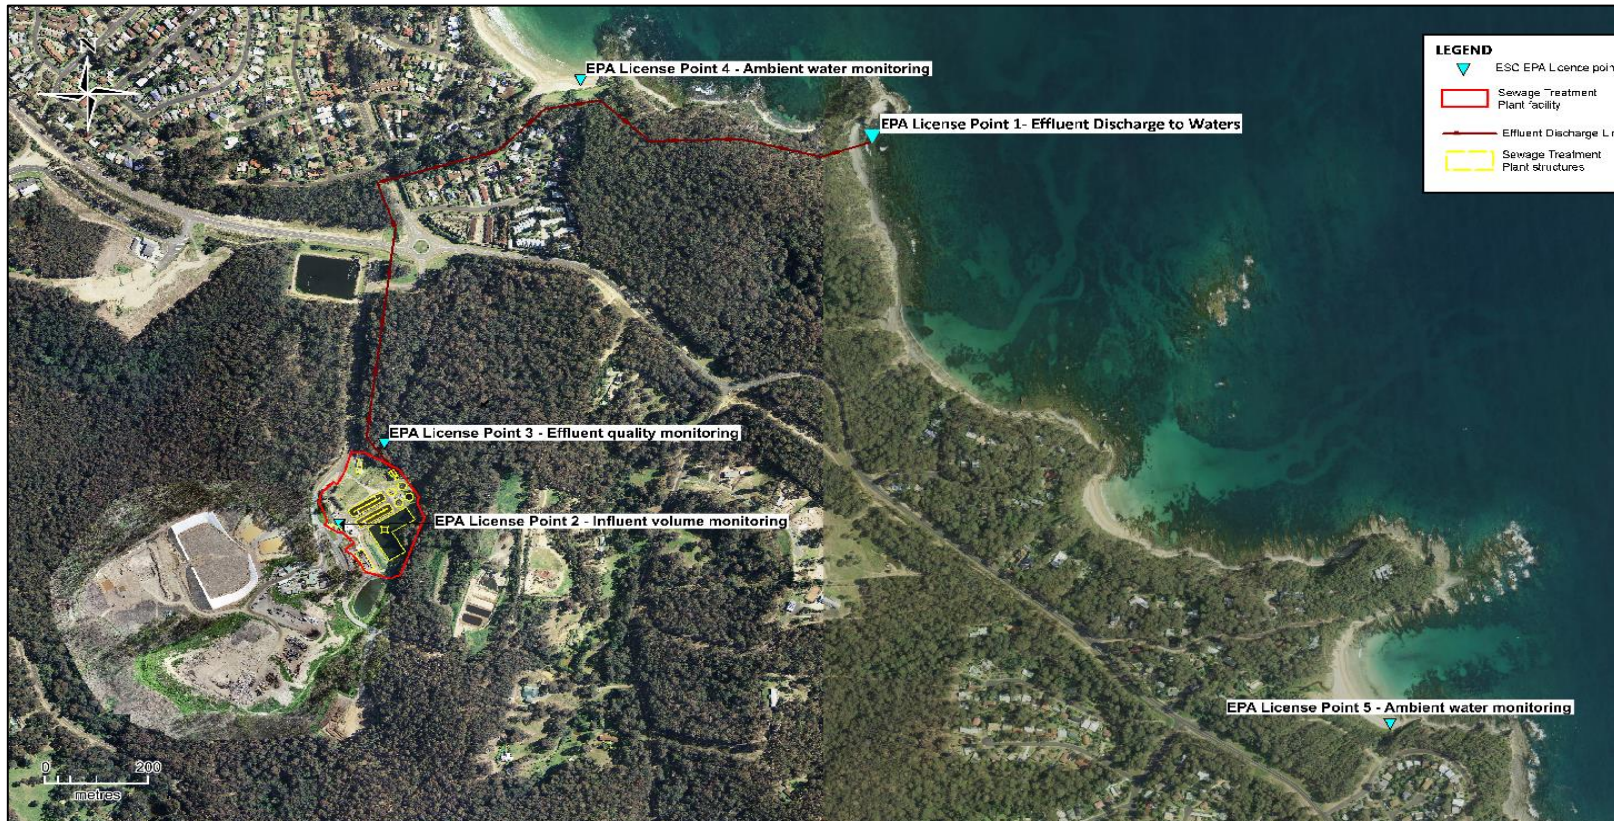 N
EPA License Point 4 - Ambient water monitoring
EPA License Point 1- Effluent Discharge to Waters
LEGEND
ESC EPA Licence poin
Sewage Treatment
Plant facility
Effluent Discharge Li
Sewage Treatment
Plant structures
EPA License Point 3 - Effluent quality monitoring
EPA License Point 2 - Influent volume monitoring
EPA License Point 5 - Ambient water monitoring
0 200
metres